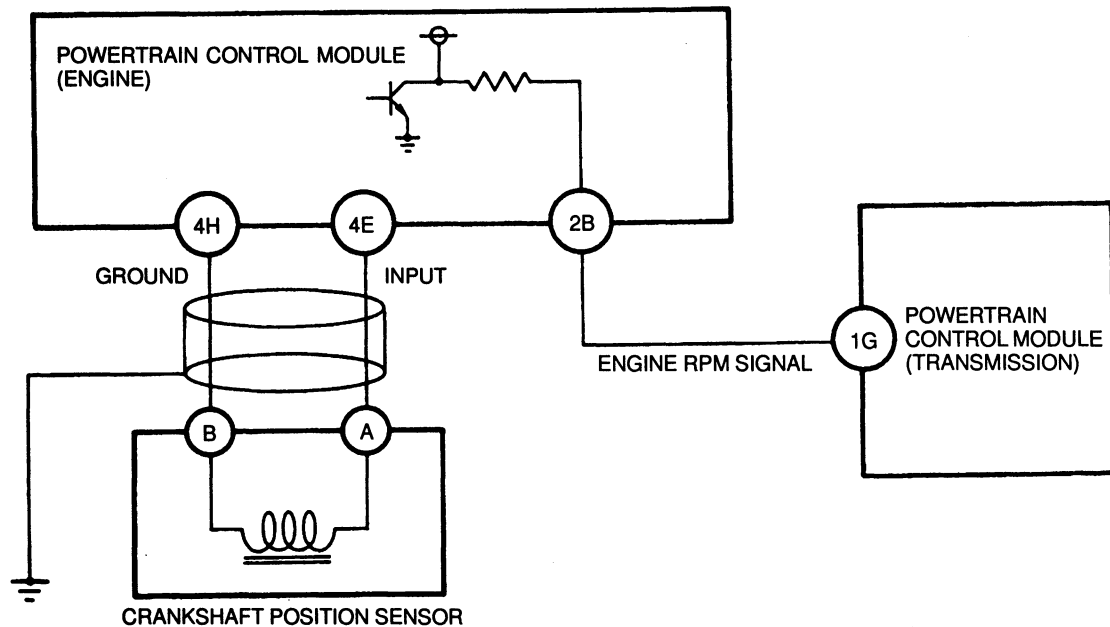 POWERTRAIN CONTROL MODULE
(ENGINE)
4H
4E
2B
GROUND
INPUT
1G
POWERTRAIN
CONTROL MODULE
(TRANSMISSION)
ENGINE RPM SIGNAL
B
A
CRANKSHAFT POSITION SENSOR